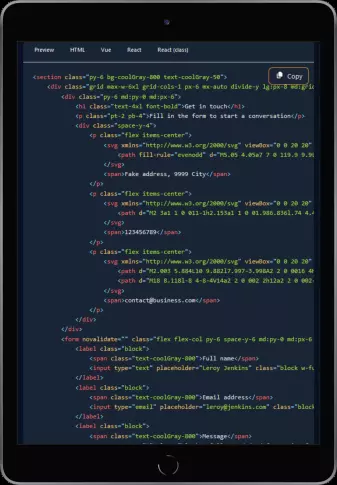 Preview HTML Vue React React (class)
Copy
<section class="py-6 bg-coolGray-800 text-coolGray-50">
<div class="grid max-w-6xl grid-cols-1 px-6 mx-auto divide-y lg:px-8 md:grid
<div class="py-6 md:py-0 md:px-6">
<h1 class="text-4xl font-bold">Get in touch</h1>
<p class="pt-2 pb-4">Fill in the form to start a conversation</p>
<div class="space-y-4">
<p class="flex items-center">
<svg xmlns="http://www.w3.org/2000/svg" viewBox="0 0 20 20"
<path fill-rule="evenodd" d="M5.05 4.05a7 7 0 119.9 9.9
</svg>
<span>Fake address, 9999 City</span>
</p>
<p class="flex items-center">
<svg xmlns="http://www.w3.org/2000/svg" viewBox="0 0 20 20"
<path d="M2 3a1 1 0 011-1h2.153a1 1 0 01.986.836l.74 4.4
</svg>
<span>123456789</span>
</p>
<p class="flex items-center">
<svg xmlns="http://www.w3.org/2000/svg" viewBox="0 0 20 20"
<path d="M2.003 5.884L10 9.882l7.997-3.998A2 2 0 0016 4H
<path d="M18 8.118l-8 4-8-4V14a2 2 0 002 2h12a2 2 0 002-
</svg>
<span>contact@business.com</span>
</p>
</div>
</div>
<form novalidate="" class="flex flex-col py-6 space-y-6 md:py-0 md:px-6
<label class="block">
<span class="text-coolGray-800">Full name</span>
<input type="text" placeholder="Leroy Jenkins" class="block w-fu
</label>
<label class="block">
<span class="text-coolGray-800">Email address</span>
<input type="email" placeholder="leroy@jenkins.com" class="block
</label>
<label class="block">
<span class="text-coolGray-800">Message</span>